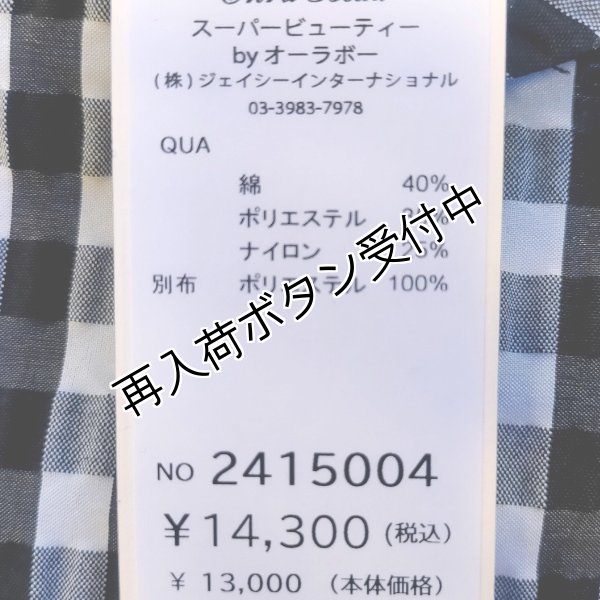 スーパービューティー
by オーラボー
(株)ジェイシーインターナショナル
03-3983-7978
QUA
綿 40%
ポリエステル
ナイロン
別布 ポリエステル 100%
再入荷ボタン受付中
NO 2415004
¥14,300(税込)
¥ 13,000 (本体価格)